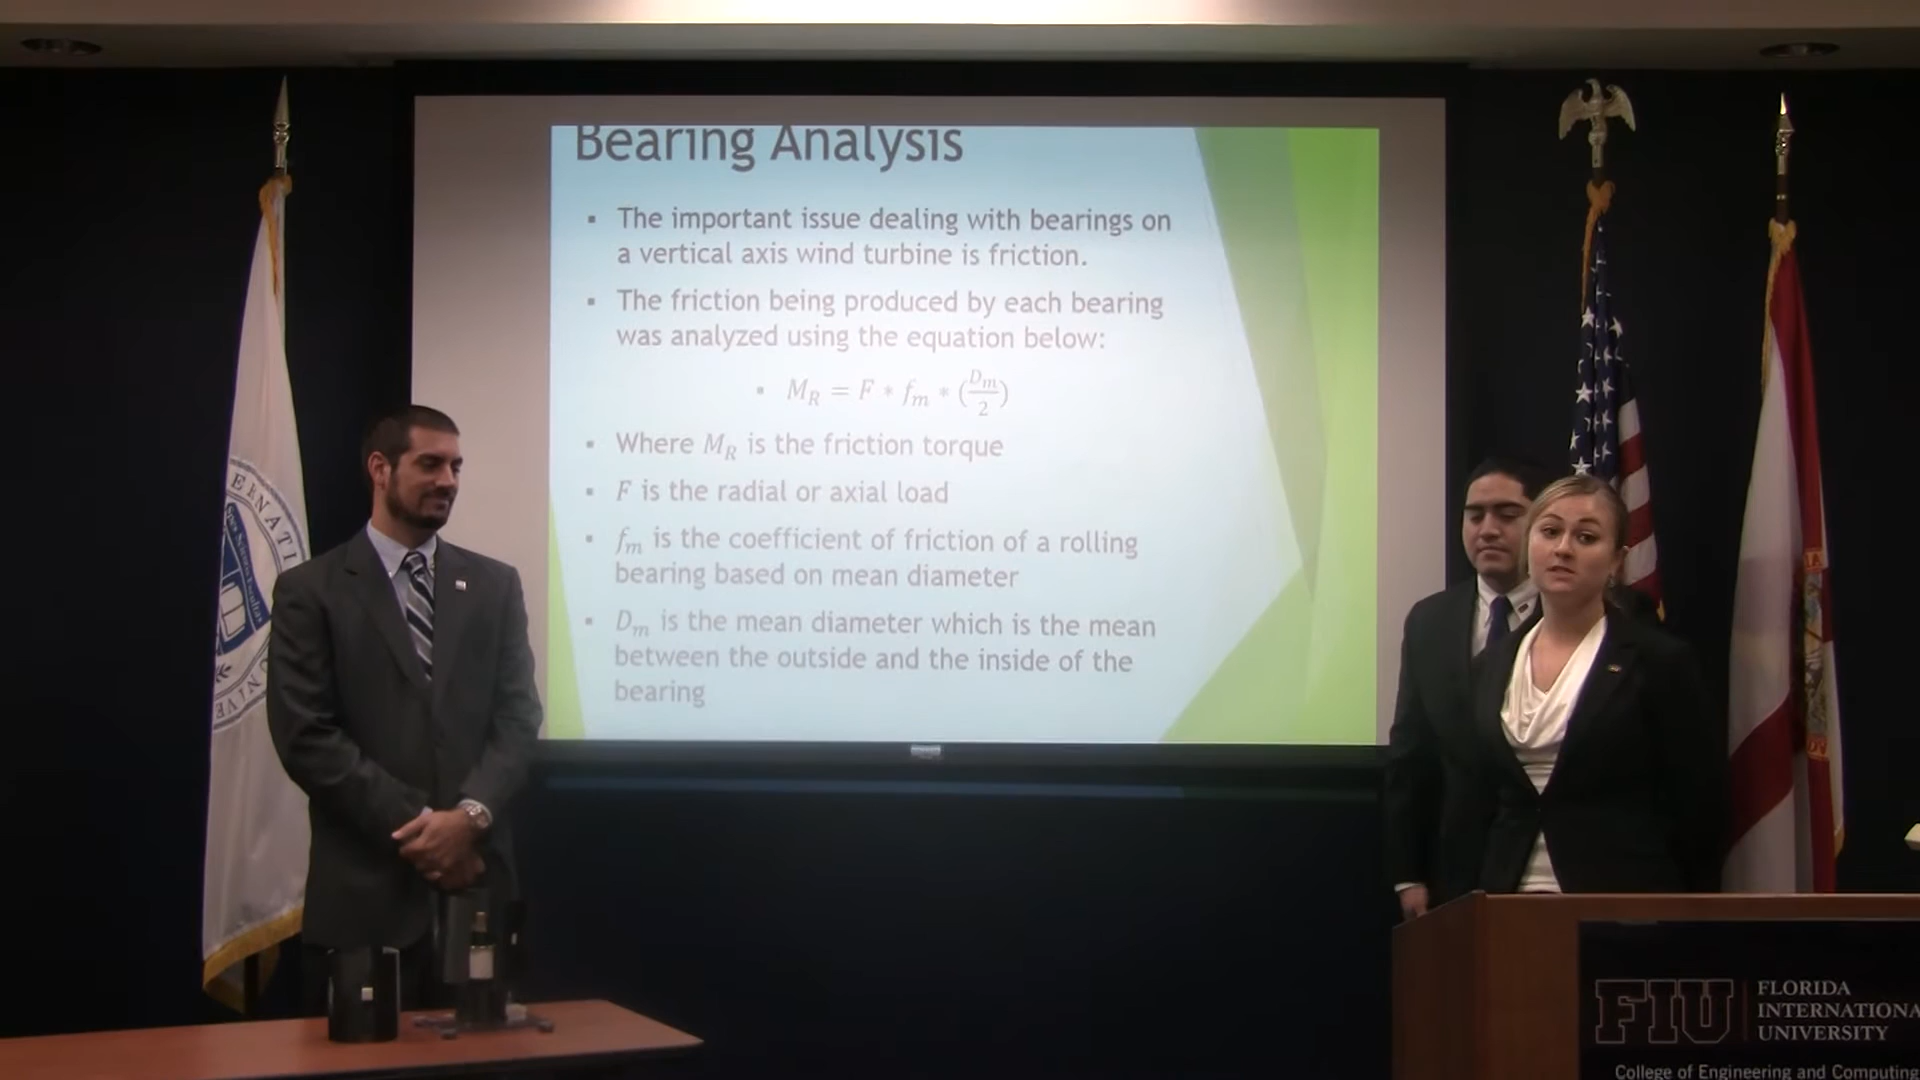 Bearing Analysis
▪ The important issue dealing with bearings on
a vertical axis wind turbine is friction.
▪ The friction being produced by each bearing
was analyzed using the equation below:
▪ M_R = F * f_m * (D_m/2)
▪ Where M_R is the friction torque
▪ F is the radial or axial load
▪ f_m is the coefficient of friction of a rolling
bearing based on mean diameter
▪ D_m is the mean diameter which is the mean
between the outside and the inside of the
bearing
ERNATI
NIVE
FIU
FLORIDA
INTERNATIONA
UNIVERSITY
College of Engineering and Computing